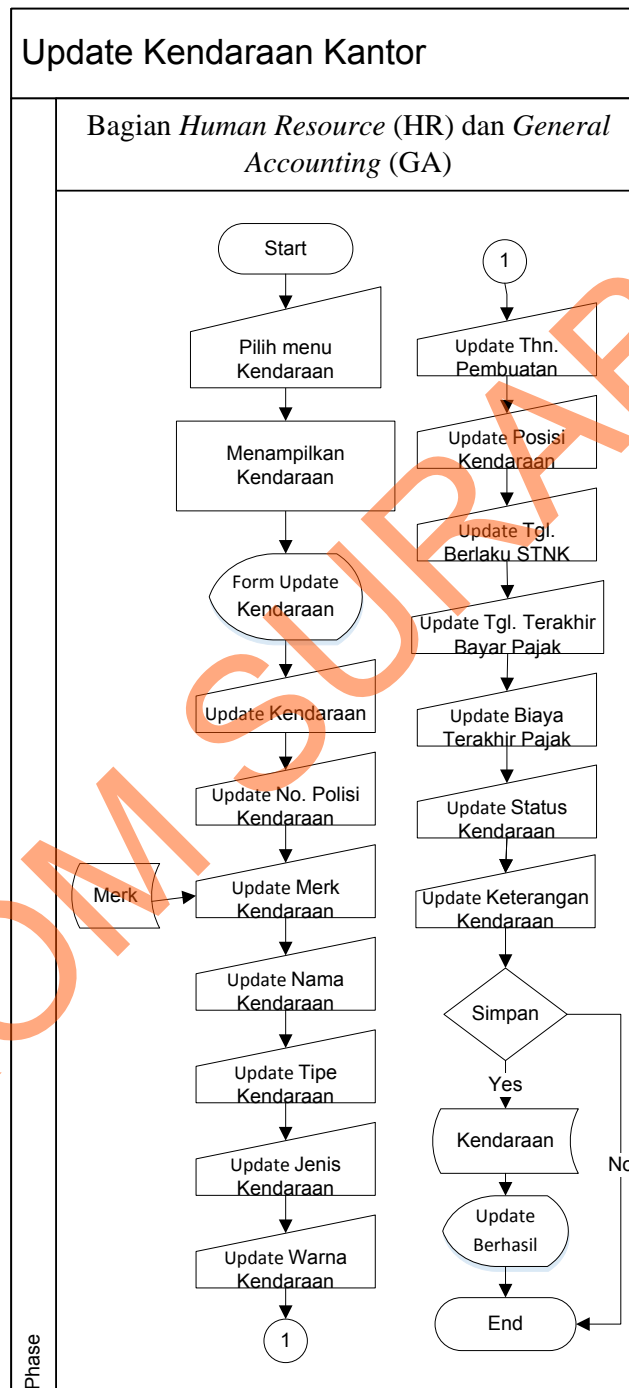 Update Kendaraan Kantor
Bagian Human Resource (HR) dan General
Accounting (GA)
Start
Pilih menu
Kendaraan
Menampilkan
Kendaraan
Form Update
Kendaraan
Update Kendaraan
Update No. Polisi
Kendaraan
Merk
Update Merk
Kendaraan
Update Nama
Kendaraan
Update Tipe
Kendaraan
Update Jenis
Kendaraan
Update Warna
Kendaraan
1
1
Update Thn.
Pembuatan
Update Posisi
Kendaraan
Update Tgl.
Berlaku STNK
Update Tgl. Terakhir
Bayar Pajak
Update Biaya
Terakhir Pajak
Update Status
Kendaraan
Update Keterangan
Kendaraan
Simpan
Yes
No
Kendaraan
Update
Berhasil
End
Phase
OM SURAB